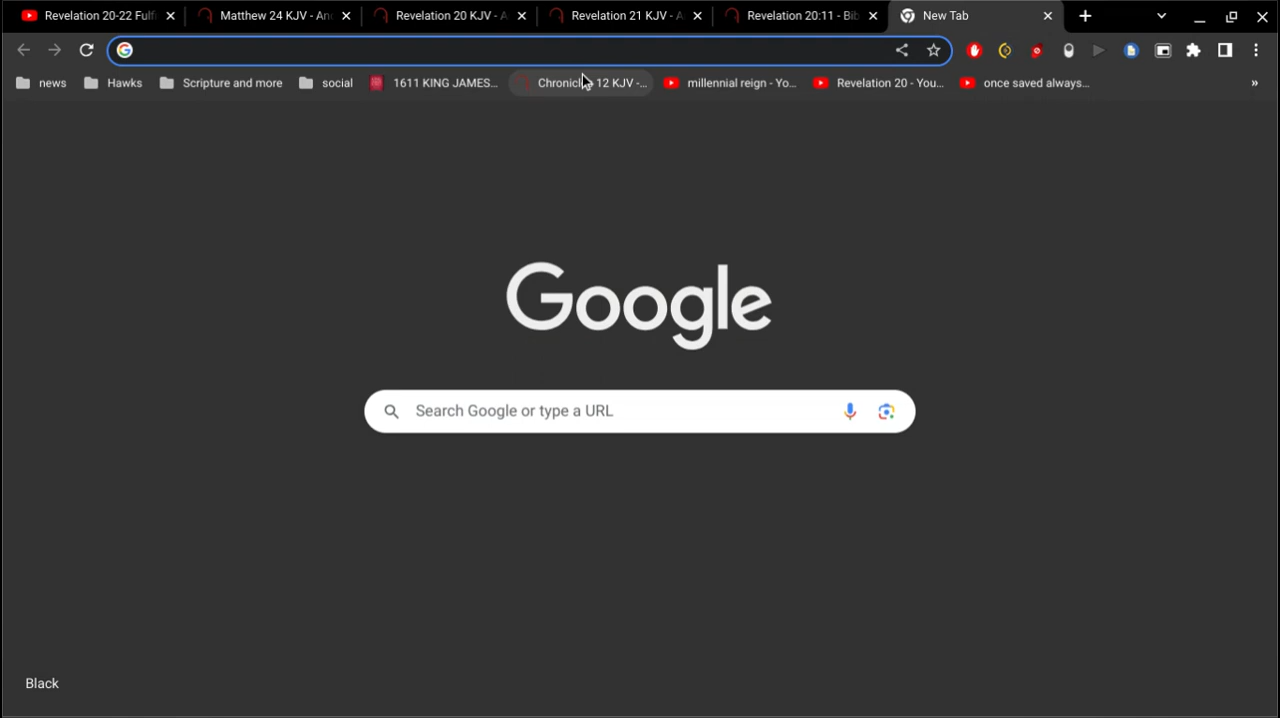 Revelation 20-22 Fulf
Matthew 24 KJV - An
Revelation 20 KJV - A
Revelation 21 KJV - A
Revelation 20:11 - Bib
New Tab
news
Hawks
Scripture and more
social
1611 KING JAMES...
12 KJV -...
millennial reign - Yo...
Revelation 20 - You...
once saved always...
Google
Search Google or type a URL
Black